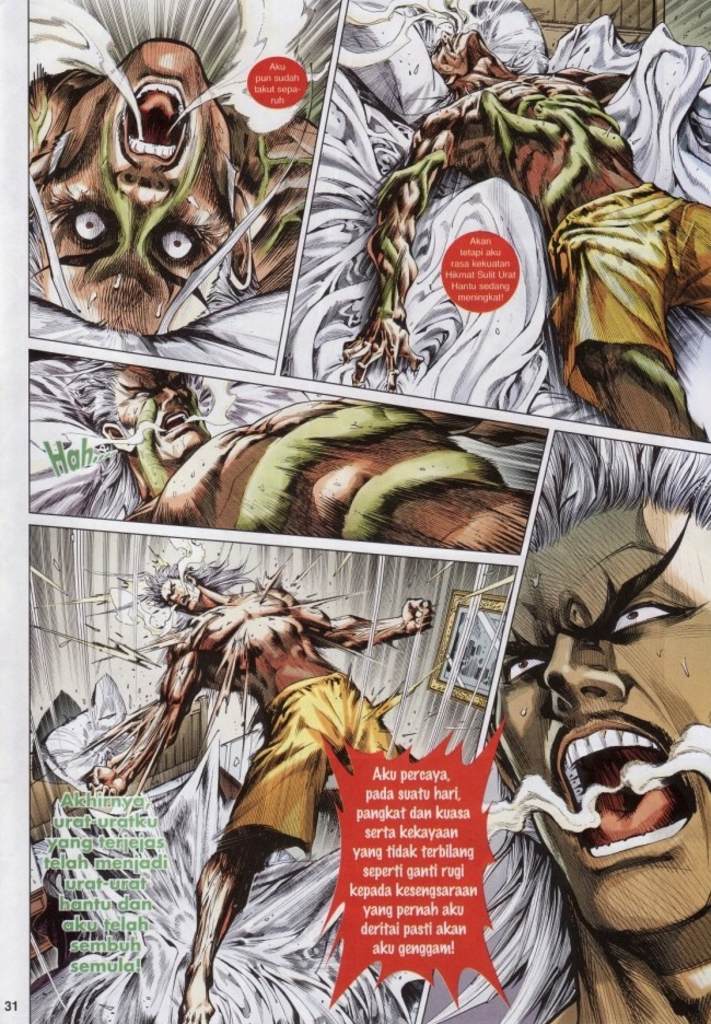 Aku
pun sudah
takut sepa-
ruh
Akan
tetapi aku
rasa kekuatan
Hikmat Sulit Urat
Hantu sedang
meningkat!
Hah
Akhirnya,
urat-uratku
yang terjejas
telah menjadi
urat-urat
hantu dan
aku telah
sembuh
semula!
Aku percaya,
pada suatu hari,
pangkat dan kuasa
serta kekayaan
yang tidak terbilang
seperti ganti rugi
kepada kesengsaraan
yang pernah aku
deritai pasti akan
aku genggam!
31